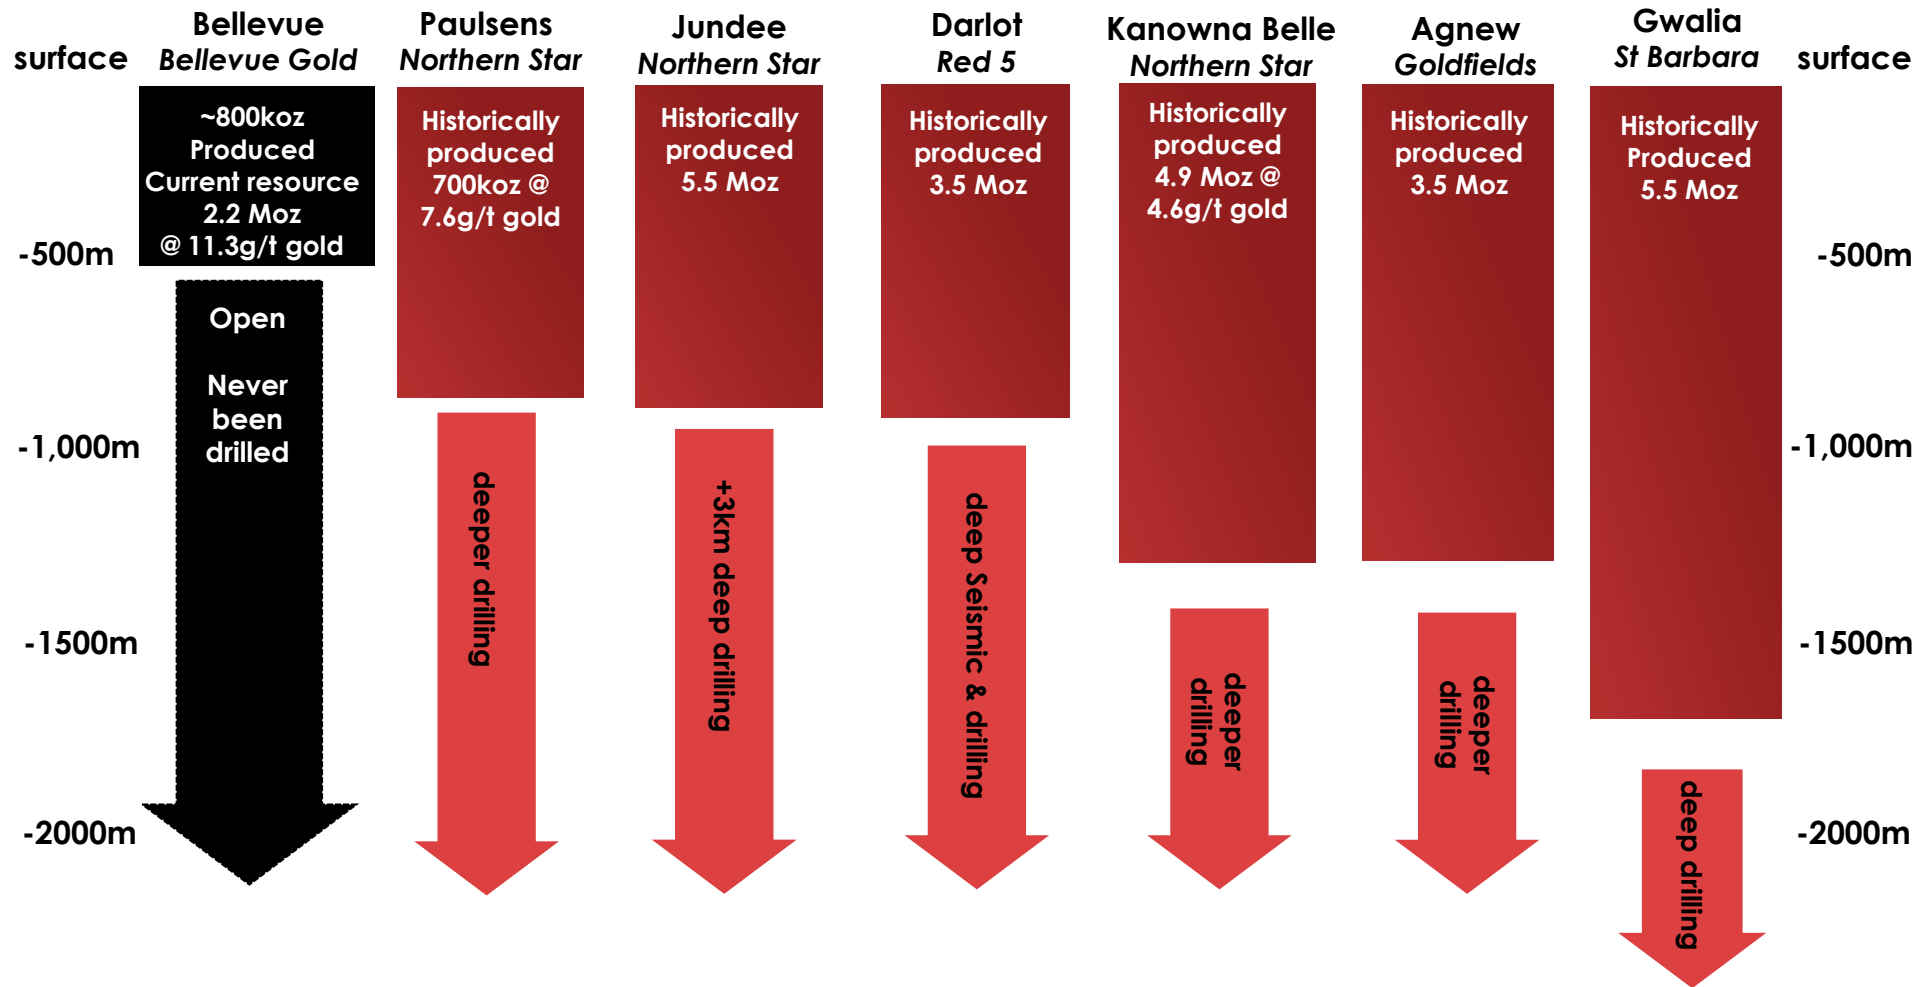 surface
Bellevue
Bellevue Gold
Paulsens
Northern Star
Jundee
Northern Star
Darlot
Red 5
Kanowna Belle
Northern Star
Agnew
Goldfields
Gwalia
St Barbara
surface
~800koz
Produced
Current resource
2.2 Moz
@ 11.3g/t gold
Historically
produced
700koz @
7.6g/t gold
Historically
produced
5.5 Moz
Historically
produced
3.5 Moz
Historically
produced
4.9 Moz @
4.6g/t gold
Historically
produced
3.5 Moz
Historically
Produced
5.5 Moz
-500m
-500m
Open
Never
been
drilled
-1,000m
-1,000m
deeper drilling
+3km deep drilling
deep Seismic & drilling
deeper
drilling
deeper
drilling
deep drilling
-1500m
-1500m
-2000m
-2000m